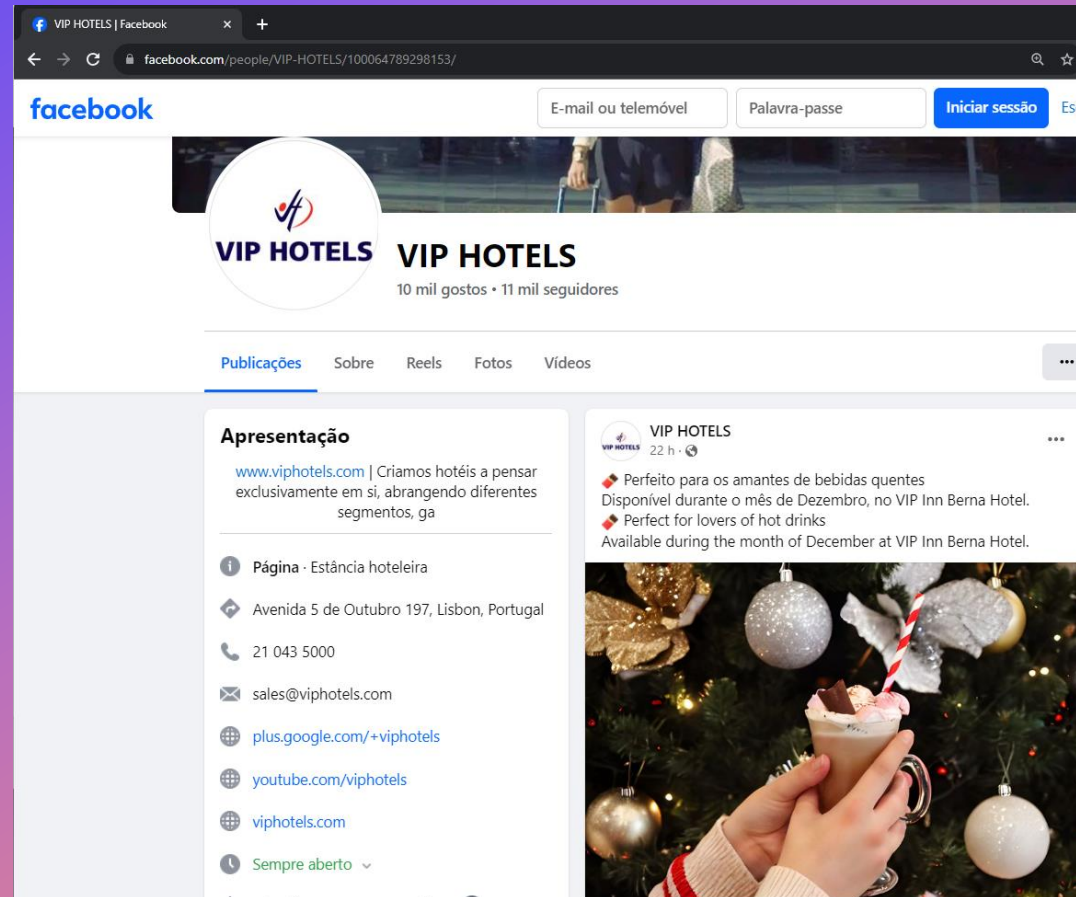 VIP HOTELS | Facebook
facebook.com/people/VIP-HOTELS/100064789298153/
facebook
E-mail ou telemóvel
Palavra-passe
Iniciar sessão
VIP HOTELS
VIP HOTELS
10 mil gostos • 11 mil seguidores
Publicações
Sobre
Reels
Fotos
Vídeos
Apresentação
www.viphotels.com | Criamos hotéis a pensar
exclusivamente em si, abrangendo diferentes
segmentos, ga
Página · Estância hoteleira
Avenida 5 de Outubro 197, Lisbon, Portugal
21 043 5000
sales@viphotels.com
plus.google.com/+viphotels
youtube.com/viphotels
viphotels.com
Sempre aberto
VIP HOTELS
VIP HOTELS
22 h ·
Perfeito para os amantes de bebidas quentes
Disponível durante o mês de Dezembro, no VIP Inn Berna Hotel.
Perfect for lovers of hot drinks
Available during the month of December at VIP Inn Berna Hotel.